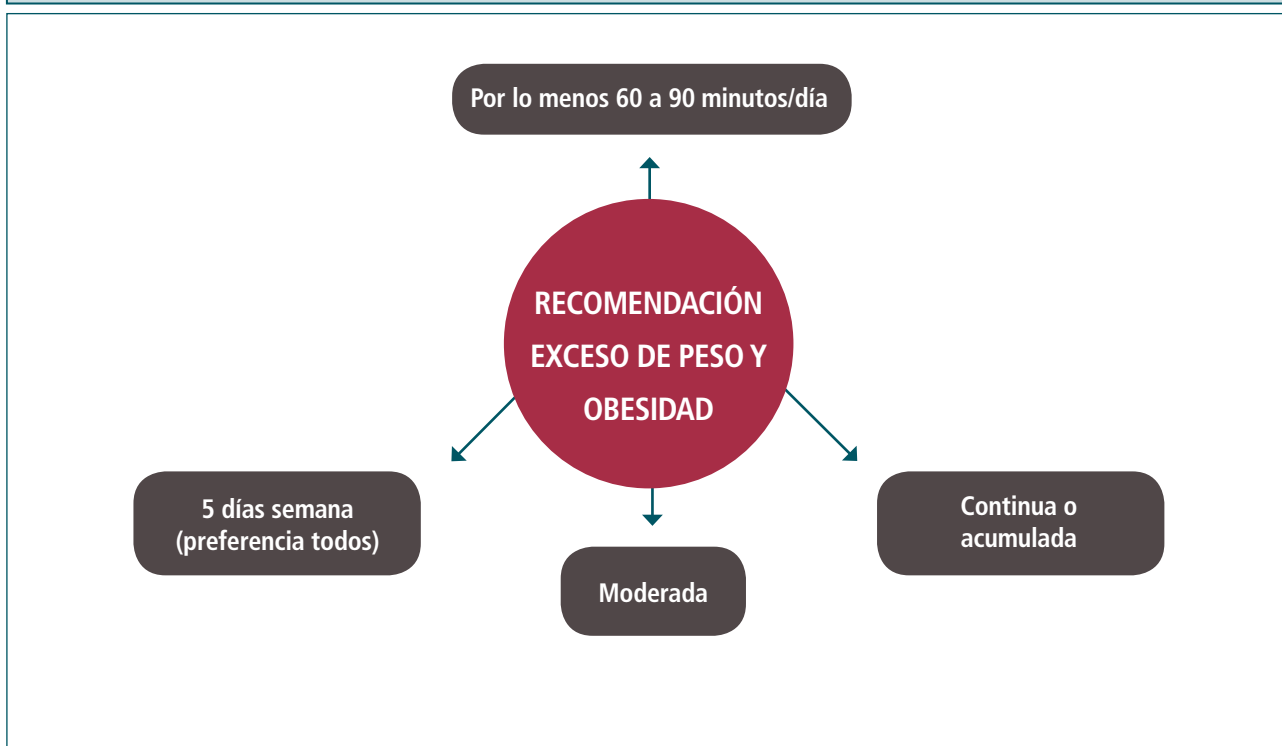 Por lo menos 60 a 90 minutos/día
RECOMENDACIÓN
EXCESO DE PESO Y
OBESIDAD
5 días semana
(preferencia todos)
Moderada
Continua o
acumulada